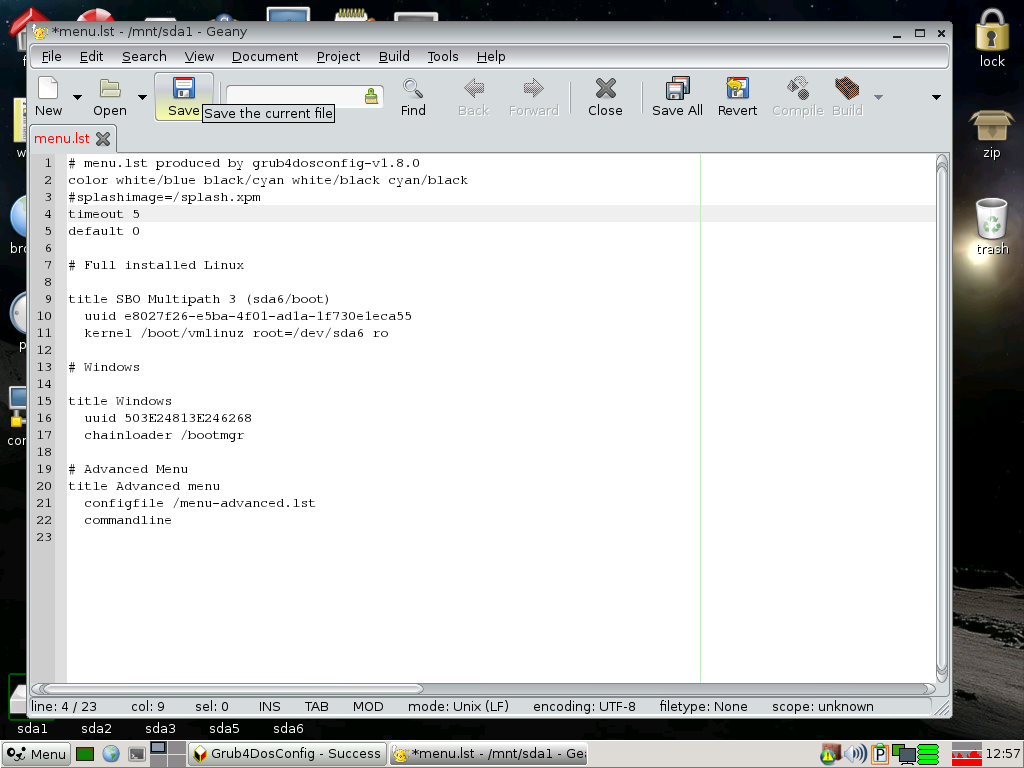 *menu.lst - /mnt/sda1 - Geany
File Edit Search View Document Project Build Tools Help
New Open Save Find Back Forward Close Save All Revert Compile Build
Save the current file
menu.lst
1 # menu.lst produced by grub4dosconfig-v1.8.0
2 color white/blue black/cyan white/black cyan/black
3 #splashimage=/splash.xpm
4 timeout 5
5 default 0
6
7 # Full installed Linux
8
9 title SBO Multipath 3 (sda6/boot)
10 uuid e8027f26-e5ba-4f01-ad1a-1f730e1eca55
11 kernel /boot/vmlinuz root=/dev/sda6 ro
12
13 # Windows
14
15 title Windows
16 uuid 503E24813E246268
17 chainloader /bootmgr
18
19 # Advanced Menu
20 title Advanced menu
21 configfile /menu-advanced.lst
22 commandline
23
line: 4 / 23 col: 9 sel: 0 INS TAB MOD mode: Unix (LF) encoding: UTF-8 filetype: None scope: unknown
lock
zip
trash
sda1 sda2 sda3 sda5 sda6
Menu Grub4DosConfig - Success *menu.lst - /mnt/sda1 - Gea 12:57